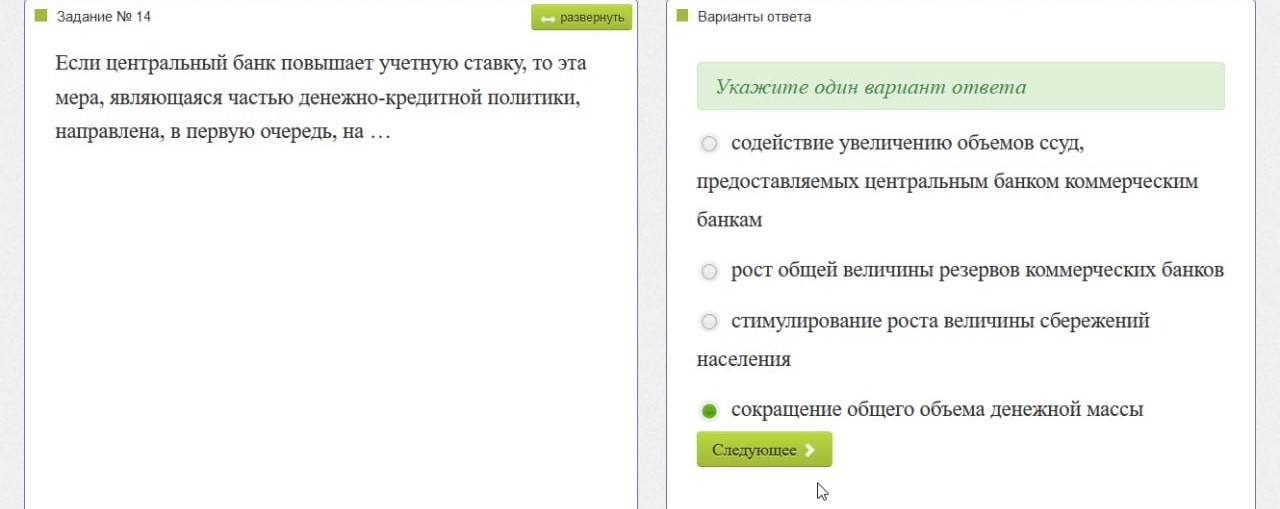 Задание № 14
развернуть
Если центральный банк повышает учетную ставку, то эта
мера, являющаяся частью денежно-кредитной политики,
направлена, в первую очередь, на …
Варианты ответа
Укажите один вариант ответа
содействие увеличению объемов ссуд,
предоставляемых центральным банком коммерческим
банкам
рост общей величины резервов коммерческих банков
стимулирование роста величины сбережений
населения
сокращение общего объема денежной массы
Следующее